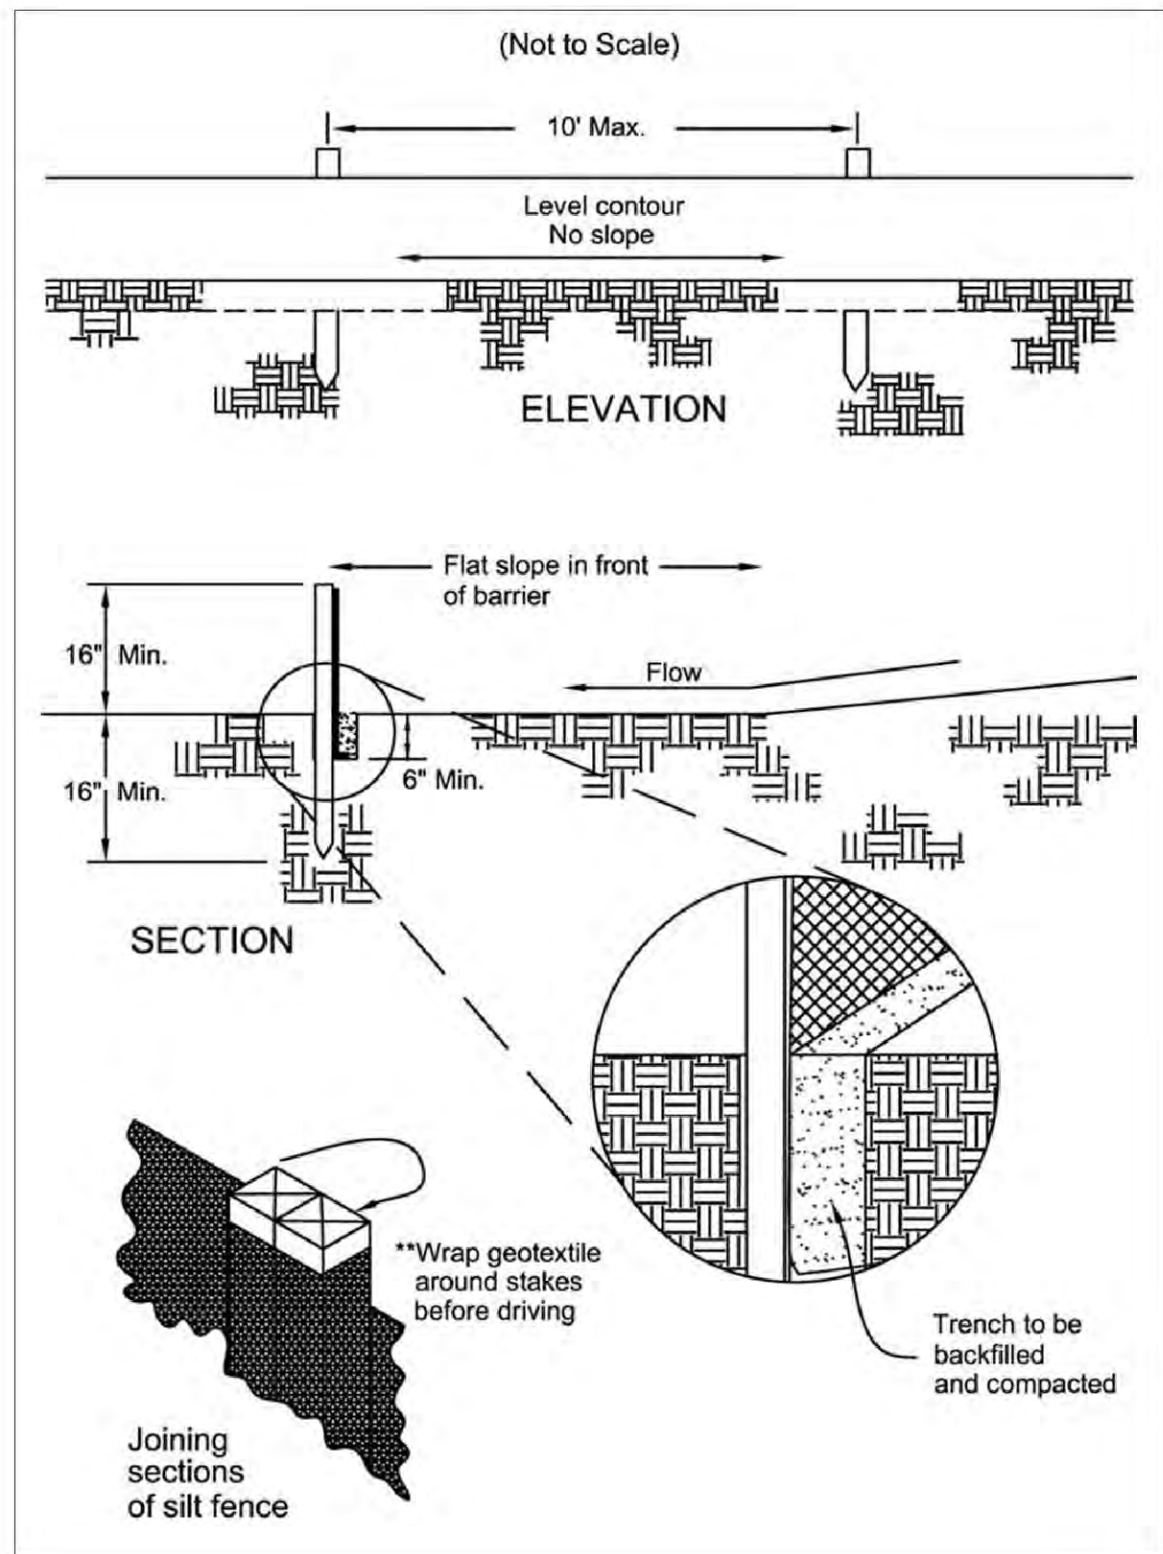 (Not to Scale)
10' Max.
Level contour
No slope
ELEVATION
Flat slope in front
of barrier
16" Min.
Flow
16" Min.
6" Min.
SECTION
**Wrap geotextile
around stakes
before driving
Trench to be
backfilled
and compacted
Joining
sections
of silt fence